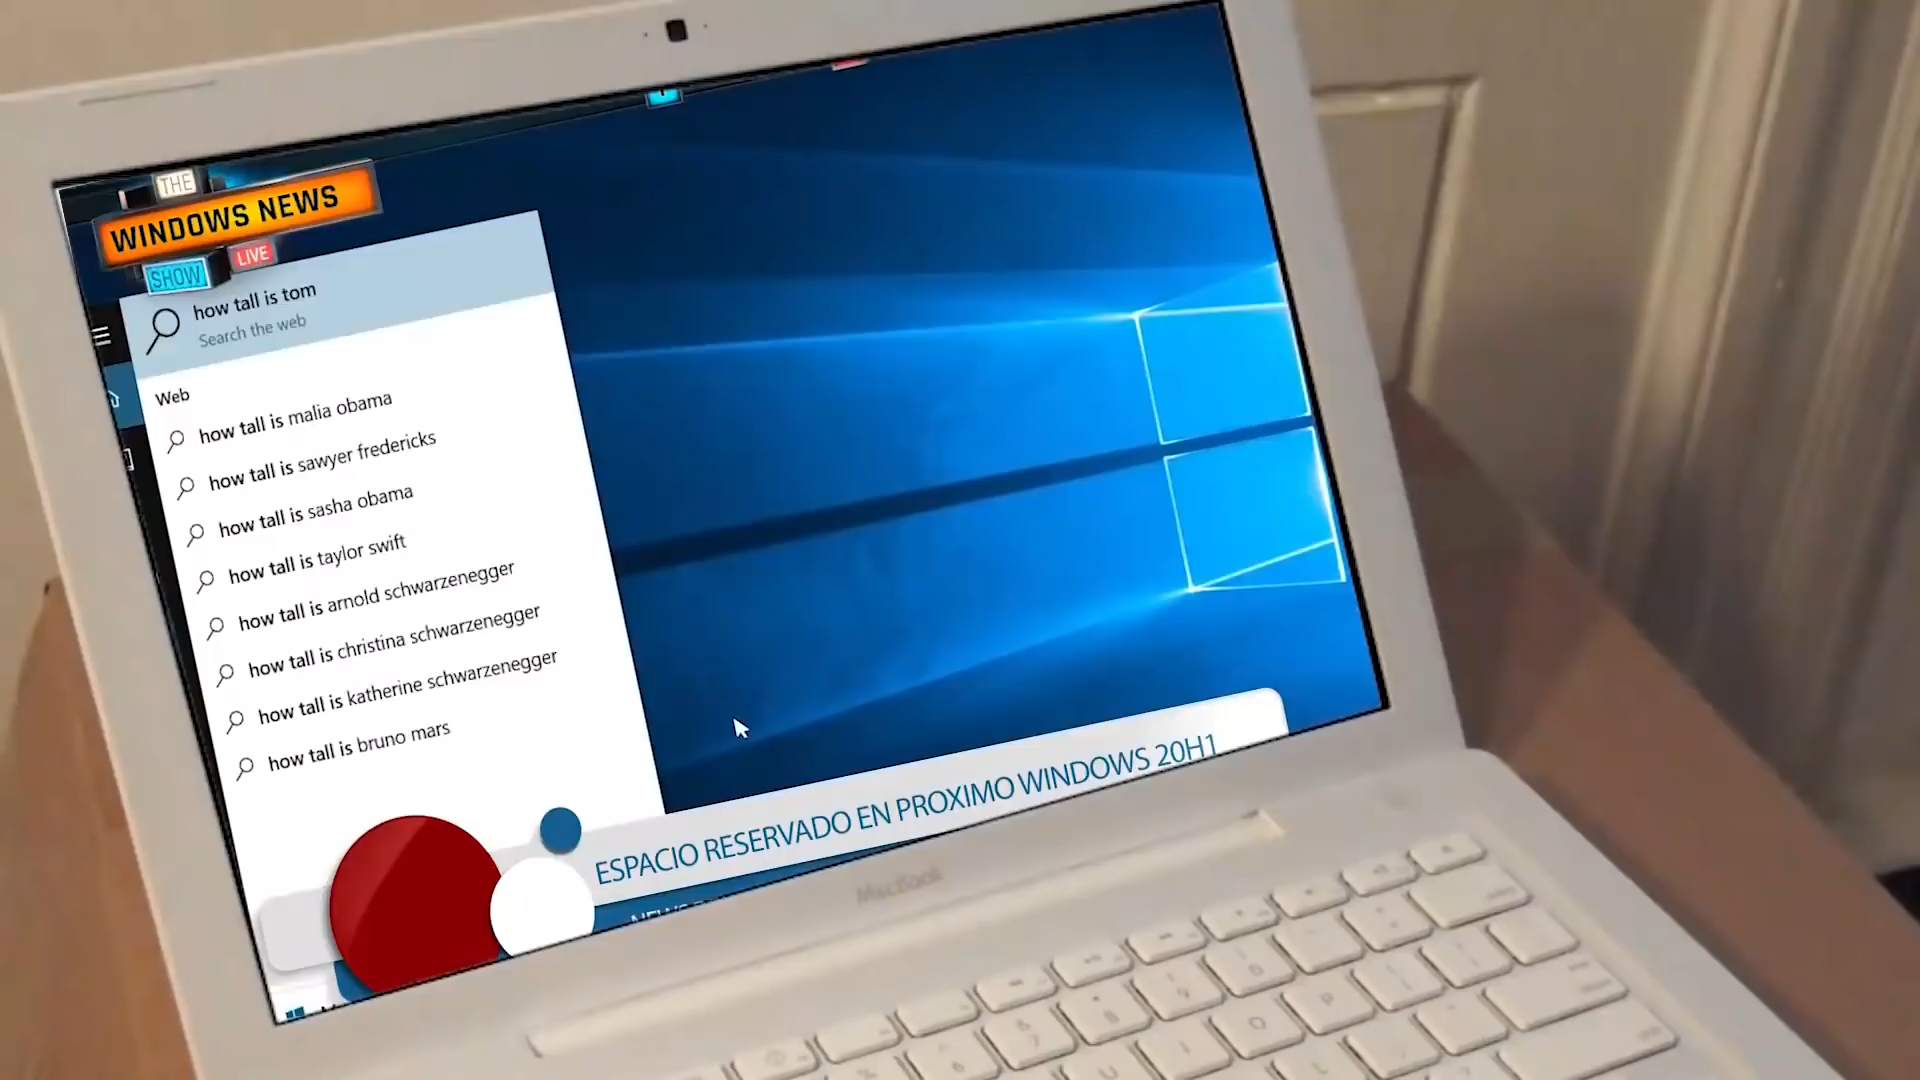 THE
WINDOWS NEWS
SHOW
LIVE
how tall is tom
Search the web
Web
how tall is malia obama
how tall is sawyer fredericks
how tall is sasha obama
how tall is taylor swift
how tall is arnold schwarzenegger
how tall is christina schwarzenegger
how tall is katherine schwarzenegger
how tall is bruno mars
ESPACIO RESERVADO EN PROXIMO WINDOWS 20H1
MacBook